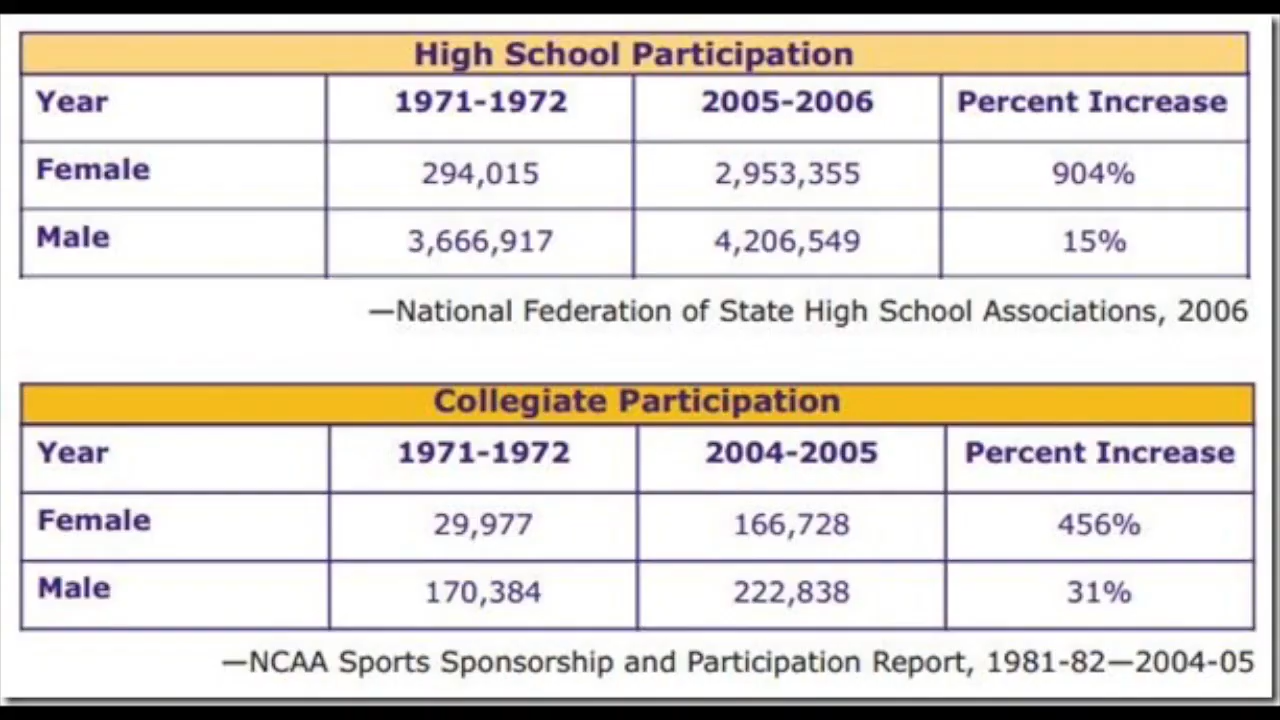 High School Participation
Year 1971-1972 2005-2006 Percent Increase
Female 294,015 2,953,355 904%
Male 3,666,917 4,206,549 15%
—National Federation of State High School Associations, 2006
Collegiate Participation
Year 1971-1972 2004-2005 Percent Increase
Female 29,977 166,728 456%
Male 170,384 222,838 31%
—NCAA Sports Sponsorship and Participation Report, 1981-82—2004-05